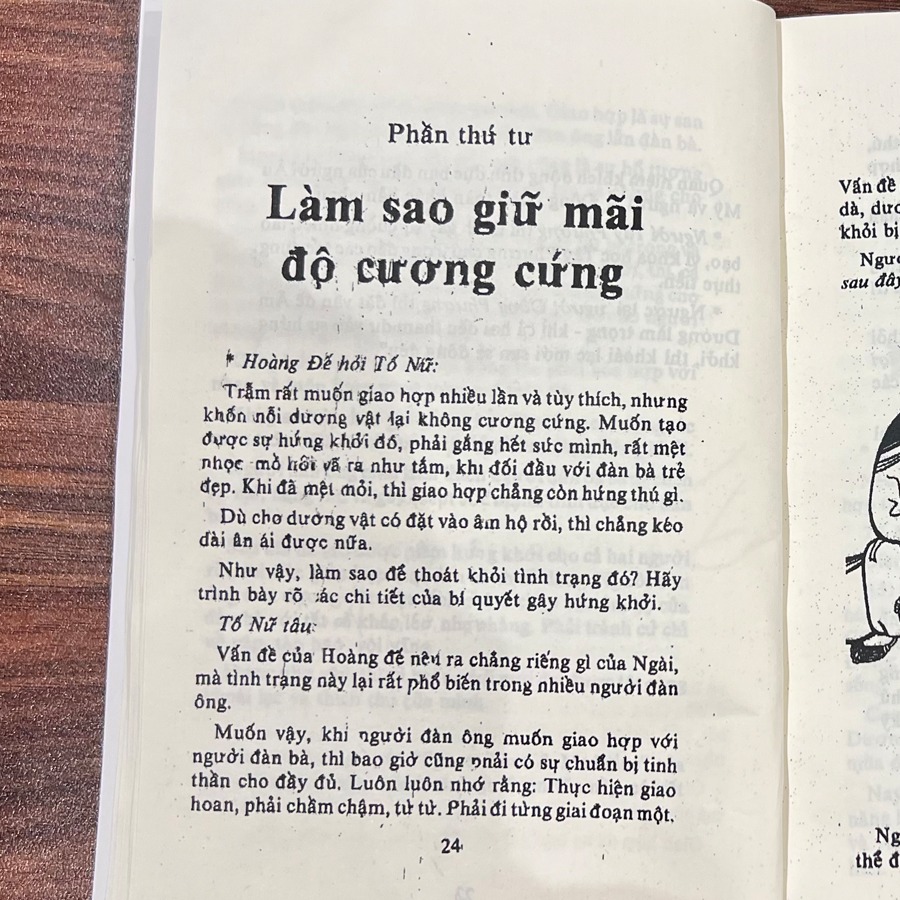 Phần thứ tư
Làm sao giữ mãi
độ cương cứng
* Hoàng Đế hỏi Tố Nữ:
Trẫm rất muốn giao hợp nhiều lần và tùy thích, nhưng
khốn nỗi dương vật lại không cương cứng. Muốn tạo
được sự hứng khởi đó, phải gắng hết sức mình, rất mệt
nhọc mồ hôi vã ra như tắm, khi đối đầu với đàn bà trẻ
đẹp. Khi đã mệt mỏi, thì giao hợp chẳng còn hứng thú gì.
Dù cho dương vật có đặt vào âm hộ rồi, thì chẳng kéo
dài ân ái được nữa.
Như vậy, làm sao để thoát khỏi tình trạng đó? Hãy
trình bày rõ các chi tiết của bí quyết gây hứng khởi.
Tố Nữ tâu:
Vấn đề của Hoàng đế nêu ra chẳng riêng gì của Ngài,
mà tình trạng này lại rất phổ biến trong nhiều người đàn
ông.
Muốn vậy, khi người đàn ông muốn giao hợp với
người đàn bà, thì bao giờ cũng phải có sự chuẩn bị tinh
thần cho đầy đủ. Luôn luôn nhớ rằng: Thực hiện giao
hoan, phải chầm chậm, từ từ. Phải đi từng giai đoạn một.
24
Vấn đề
dà, dươ
khỏi bị
Ngư
sau đây
Ng
thể đ